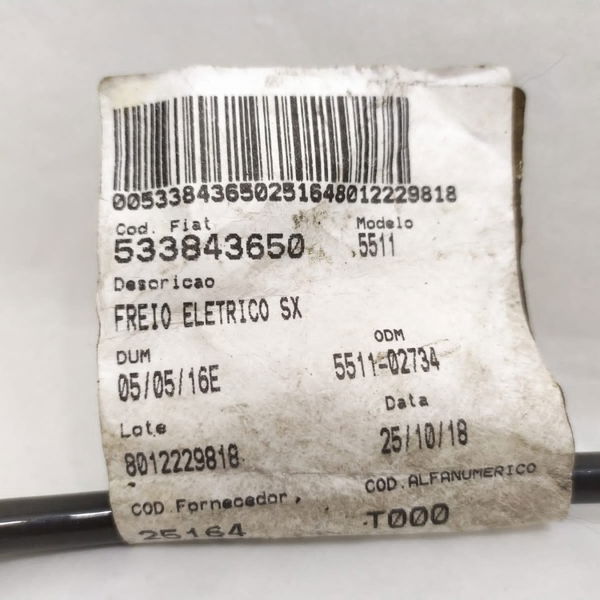 00533843650251648012229818
Cod. Fiat Modelo
533843650 5511
Descricao
FREIO ELETRICO SX
DUM ODM
05/05/16E 5511-02734
Lote Data
8012229818 25/10/18
COD.Fornecedor COD.ALFANUMERICO
25164 T000